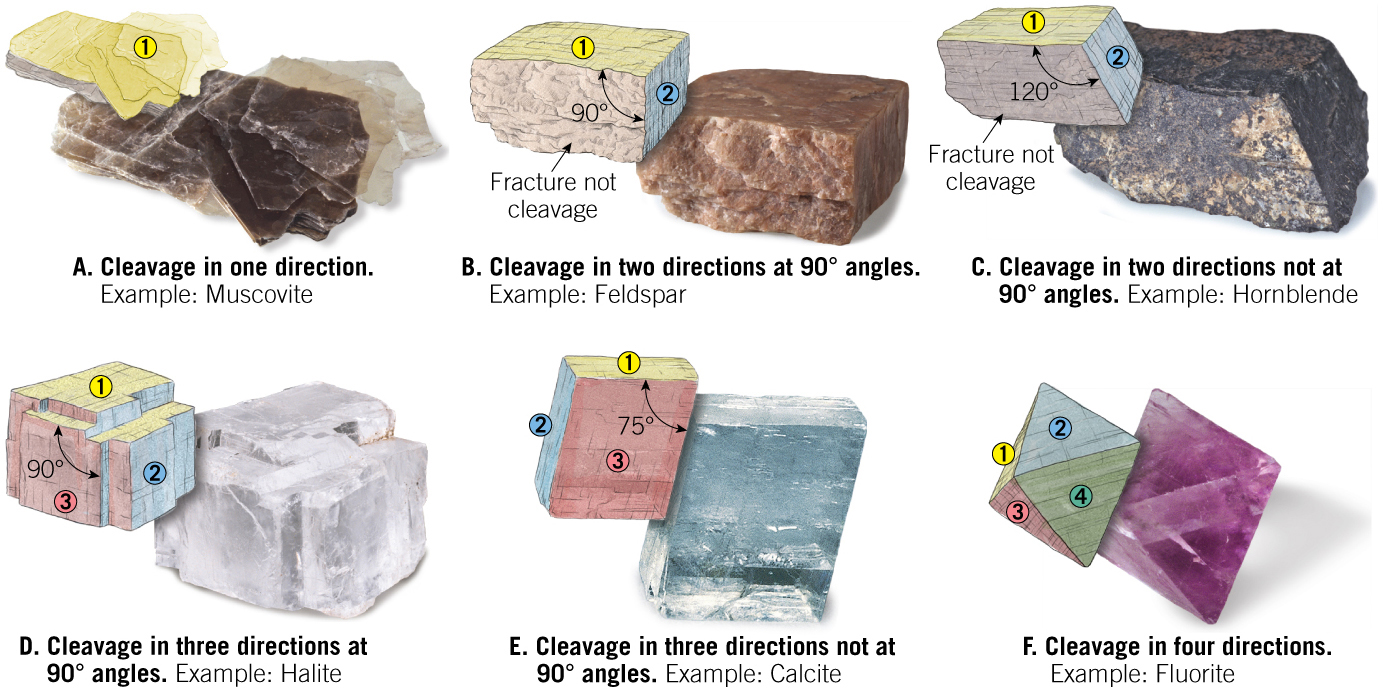 1
A. Cleavage in one direction.
Example: Muscovite
1
2
90°
Fracture not
cleavage
B. Cleavage in two directions at 90° angles.
Example: Feldspar
1
2
120°
Fracture not
cleavage
C. Cleavage in two directions not at
90° angles. Example: Hornblende
1
2
90°
3
D. Cleavage in three directions at
90° angles. Example: Halite
1
2
75°
3
E. Cleavage in three directions not at
90° angles. Example: Calcite
2
1
4
3
F. Cleavage in four directions.
Example: Fluorite